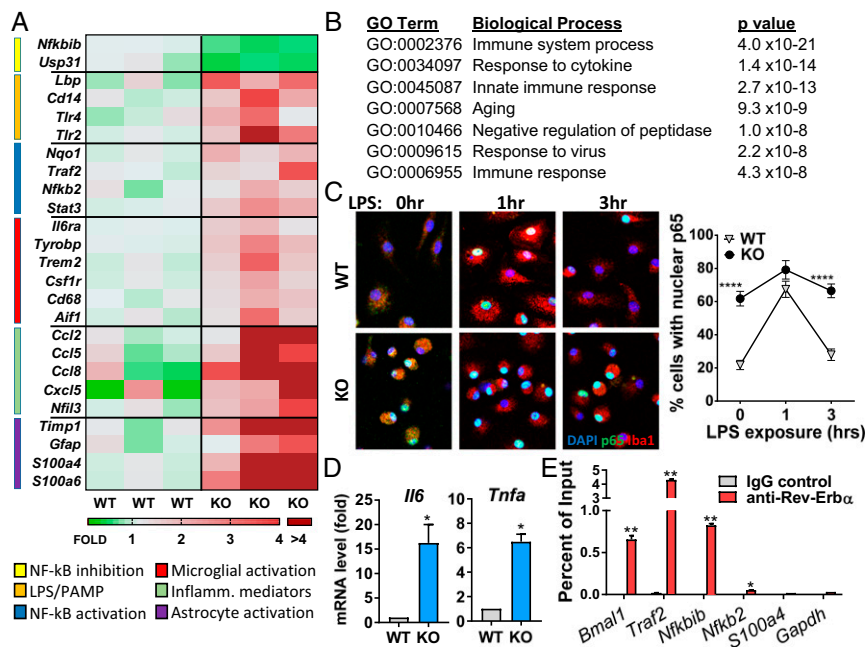 A
Nfkbib
Usp31
Lbp
Cd14
Tlr4
Tlr2
Nqo1
Traf2
Nfkb2
Stat3
Il6ra
Tyrobp
Trem2
Csf1r
Cd68
Aif1
Ccl2
Ccl5
Ccl8
Cxcl5
Nfil3
Timp1
Gfap
S100a4
S100a6
WT WT WT KO KO KO
FOLD 1 2 3 4 >4
NF-kB inhibition
LPS/PAMP
NF-kB activation
Microglial activation
Inflamm. mediators
Astrocyte activation
B
GO Term Biological Process p value
GO:0002376 Immune system process 4.0 x10-21
GO:0034097 Response to cytokine 1.4 x10-14
GO:0045087 Innate immune response 2.7 x10-13
GO:0007568 Aging 9.3 x10-9
GO:0010466 Negative regulation of peptidase 1.0 x10-8
GO:0009615 Response to virus 2.2 x10-8
GO:0006955 Immune response 4.3 x10-8
C
LPS: 0hr 1hr 3hr
WT
KO
DAPI p65 Iba1
% cells with nuclear p65
100
80
60
40
20
0
WT
KO
**** ****
0 1 3
LPS exposure (hrs)
D
mRNA level (fold)
Il6
25
20
15
10
5
0
*
WT KO
Tnfa
10
8
6
4
2
0
*
WT KO
E
Percent of Input
5
4
3
2
1.0
0.5
0.0
IgG control
anti-Rev-Erbα
** ** ** *
Bmal1
Traf2
Nfkbib
Nfkb2
S100a4
Gapdh